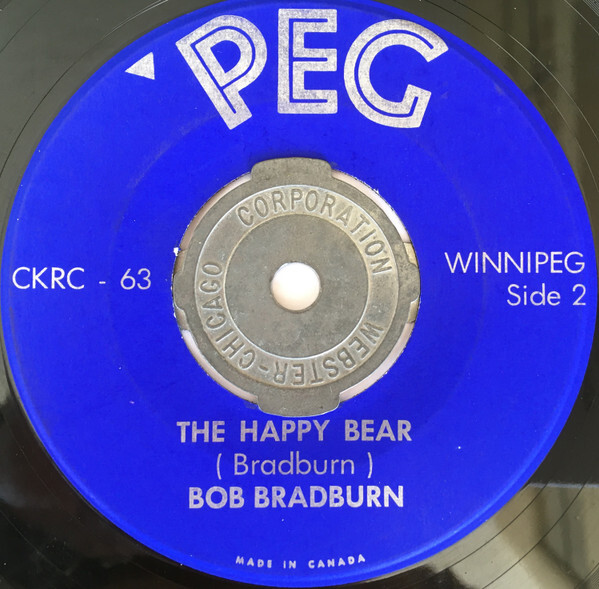 PEG
CKRC - 63
WINNIPEG
Side 2
CORPORATION
WEBSTER-CHICAGO
THE HAPPY BEAR
( Bradburn )
BOB BRADBURN
MADE IN CANADA